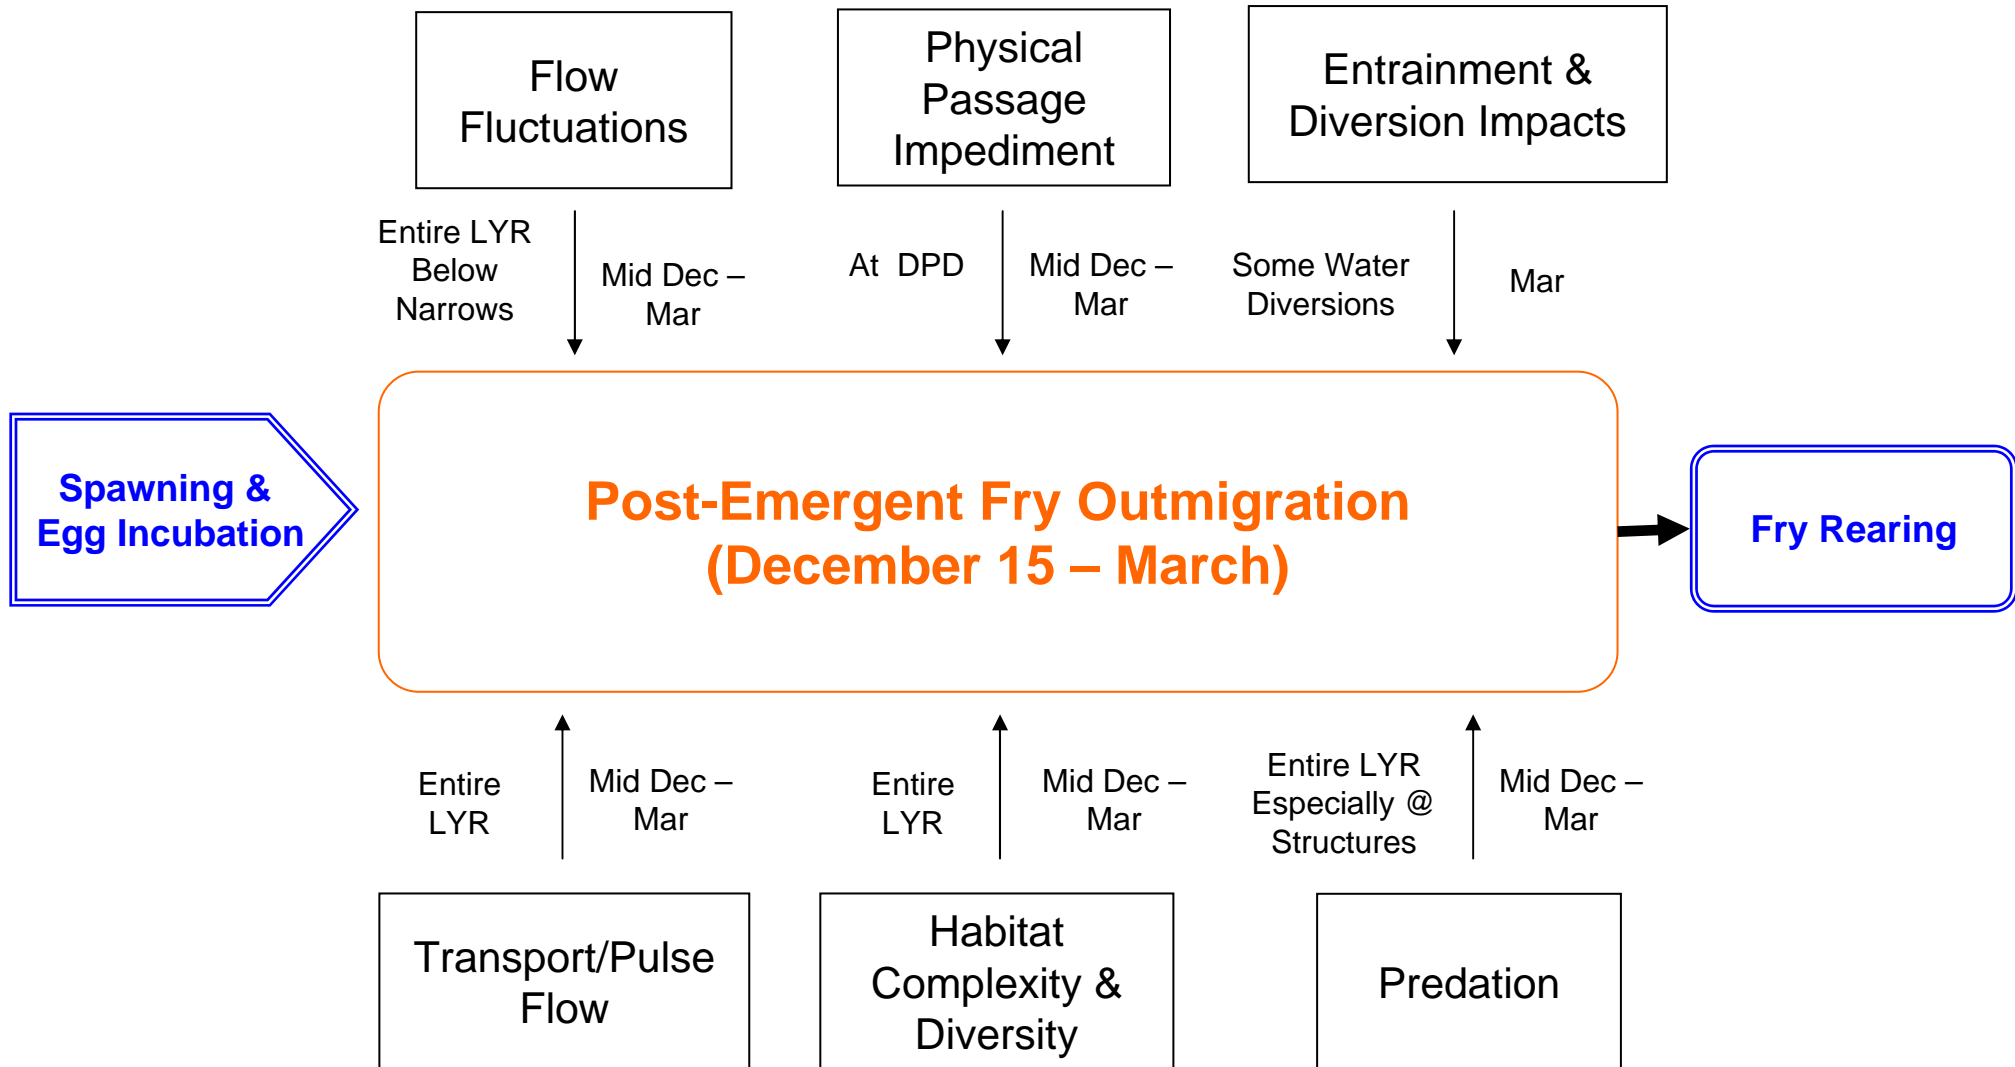 Flow
Fluctuations
Physical
Passage
Impediment
Entrainment &
Diversion Impacts
Entire LYR
Below
Narrows
Mid Dec –
Mar
At DPD
Mid Dec –
Mar
Some Water
Diversions
Mar
Spawning &
Egg Incubation
Post-Emergent Fry Outmigration
(December 15 – March)
Fry Rearing
Entire
LYR
Mid Dec –
Mar
Entire
LYR
Mid Dec –
Mar
Entire LYR
Especially @
Structures
Mid Dec –
Mar
Transport/Pulse
Flow
Habitat
Complexity &
Diversity
Predation